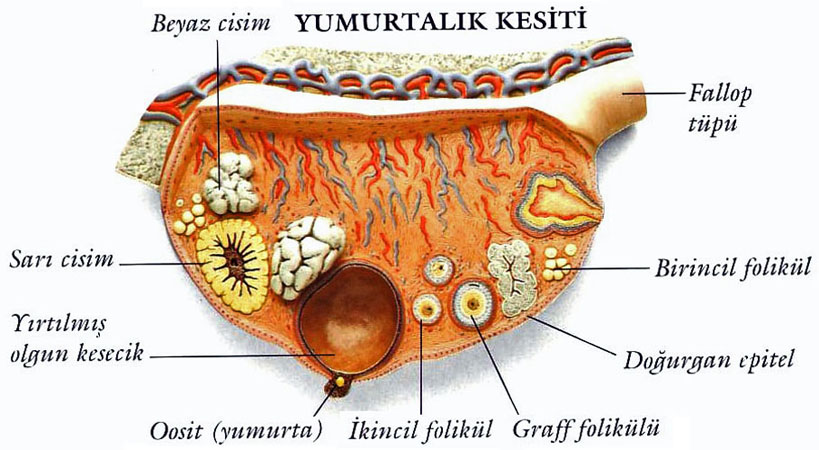 Beyaz cisim
YUMURTALIK KESİTİ
Fallop
tüpü
Sarı cisim
Birincil folikül
Yırtılmış
olgun kesecik
Doğurgan epitel
Oosit (yumurta)
İkincil folikül
Graff folikülü